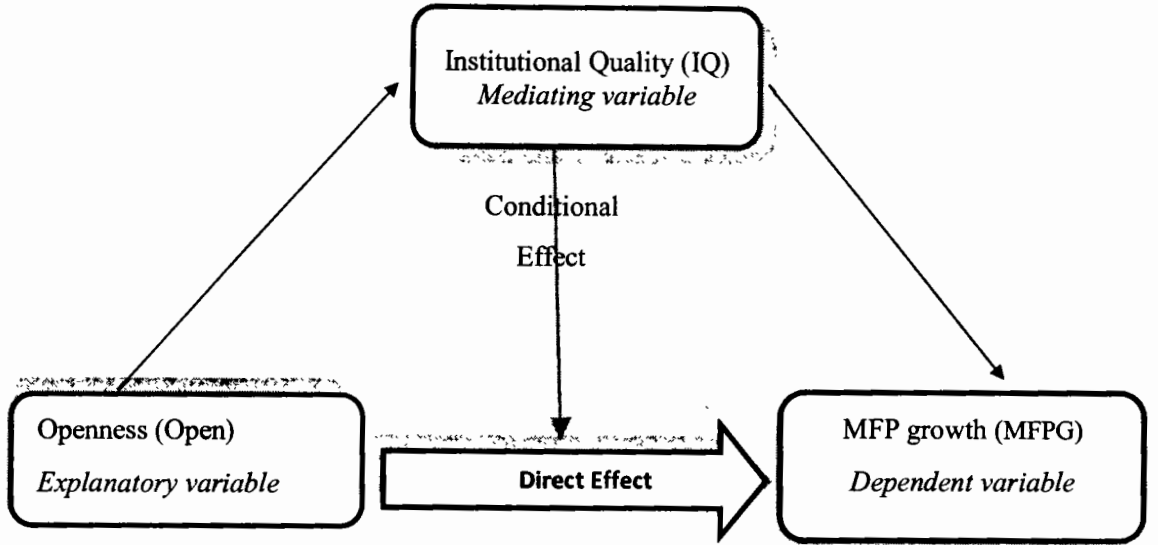 Institutional Quality (IQ)
Mediating variable
Conditional
Effect
Openness (Open)
Explanatory variable
Direct Effect
MFP growth (MFPG)
Dependent variable